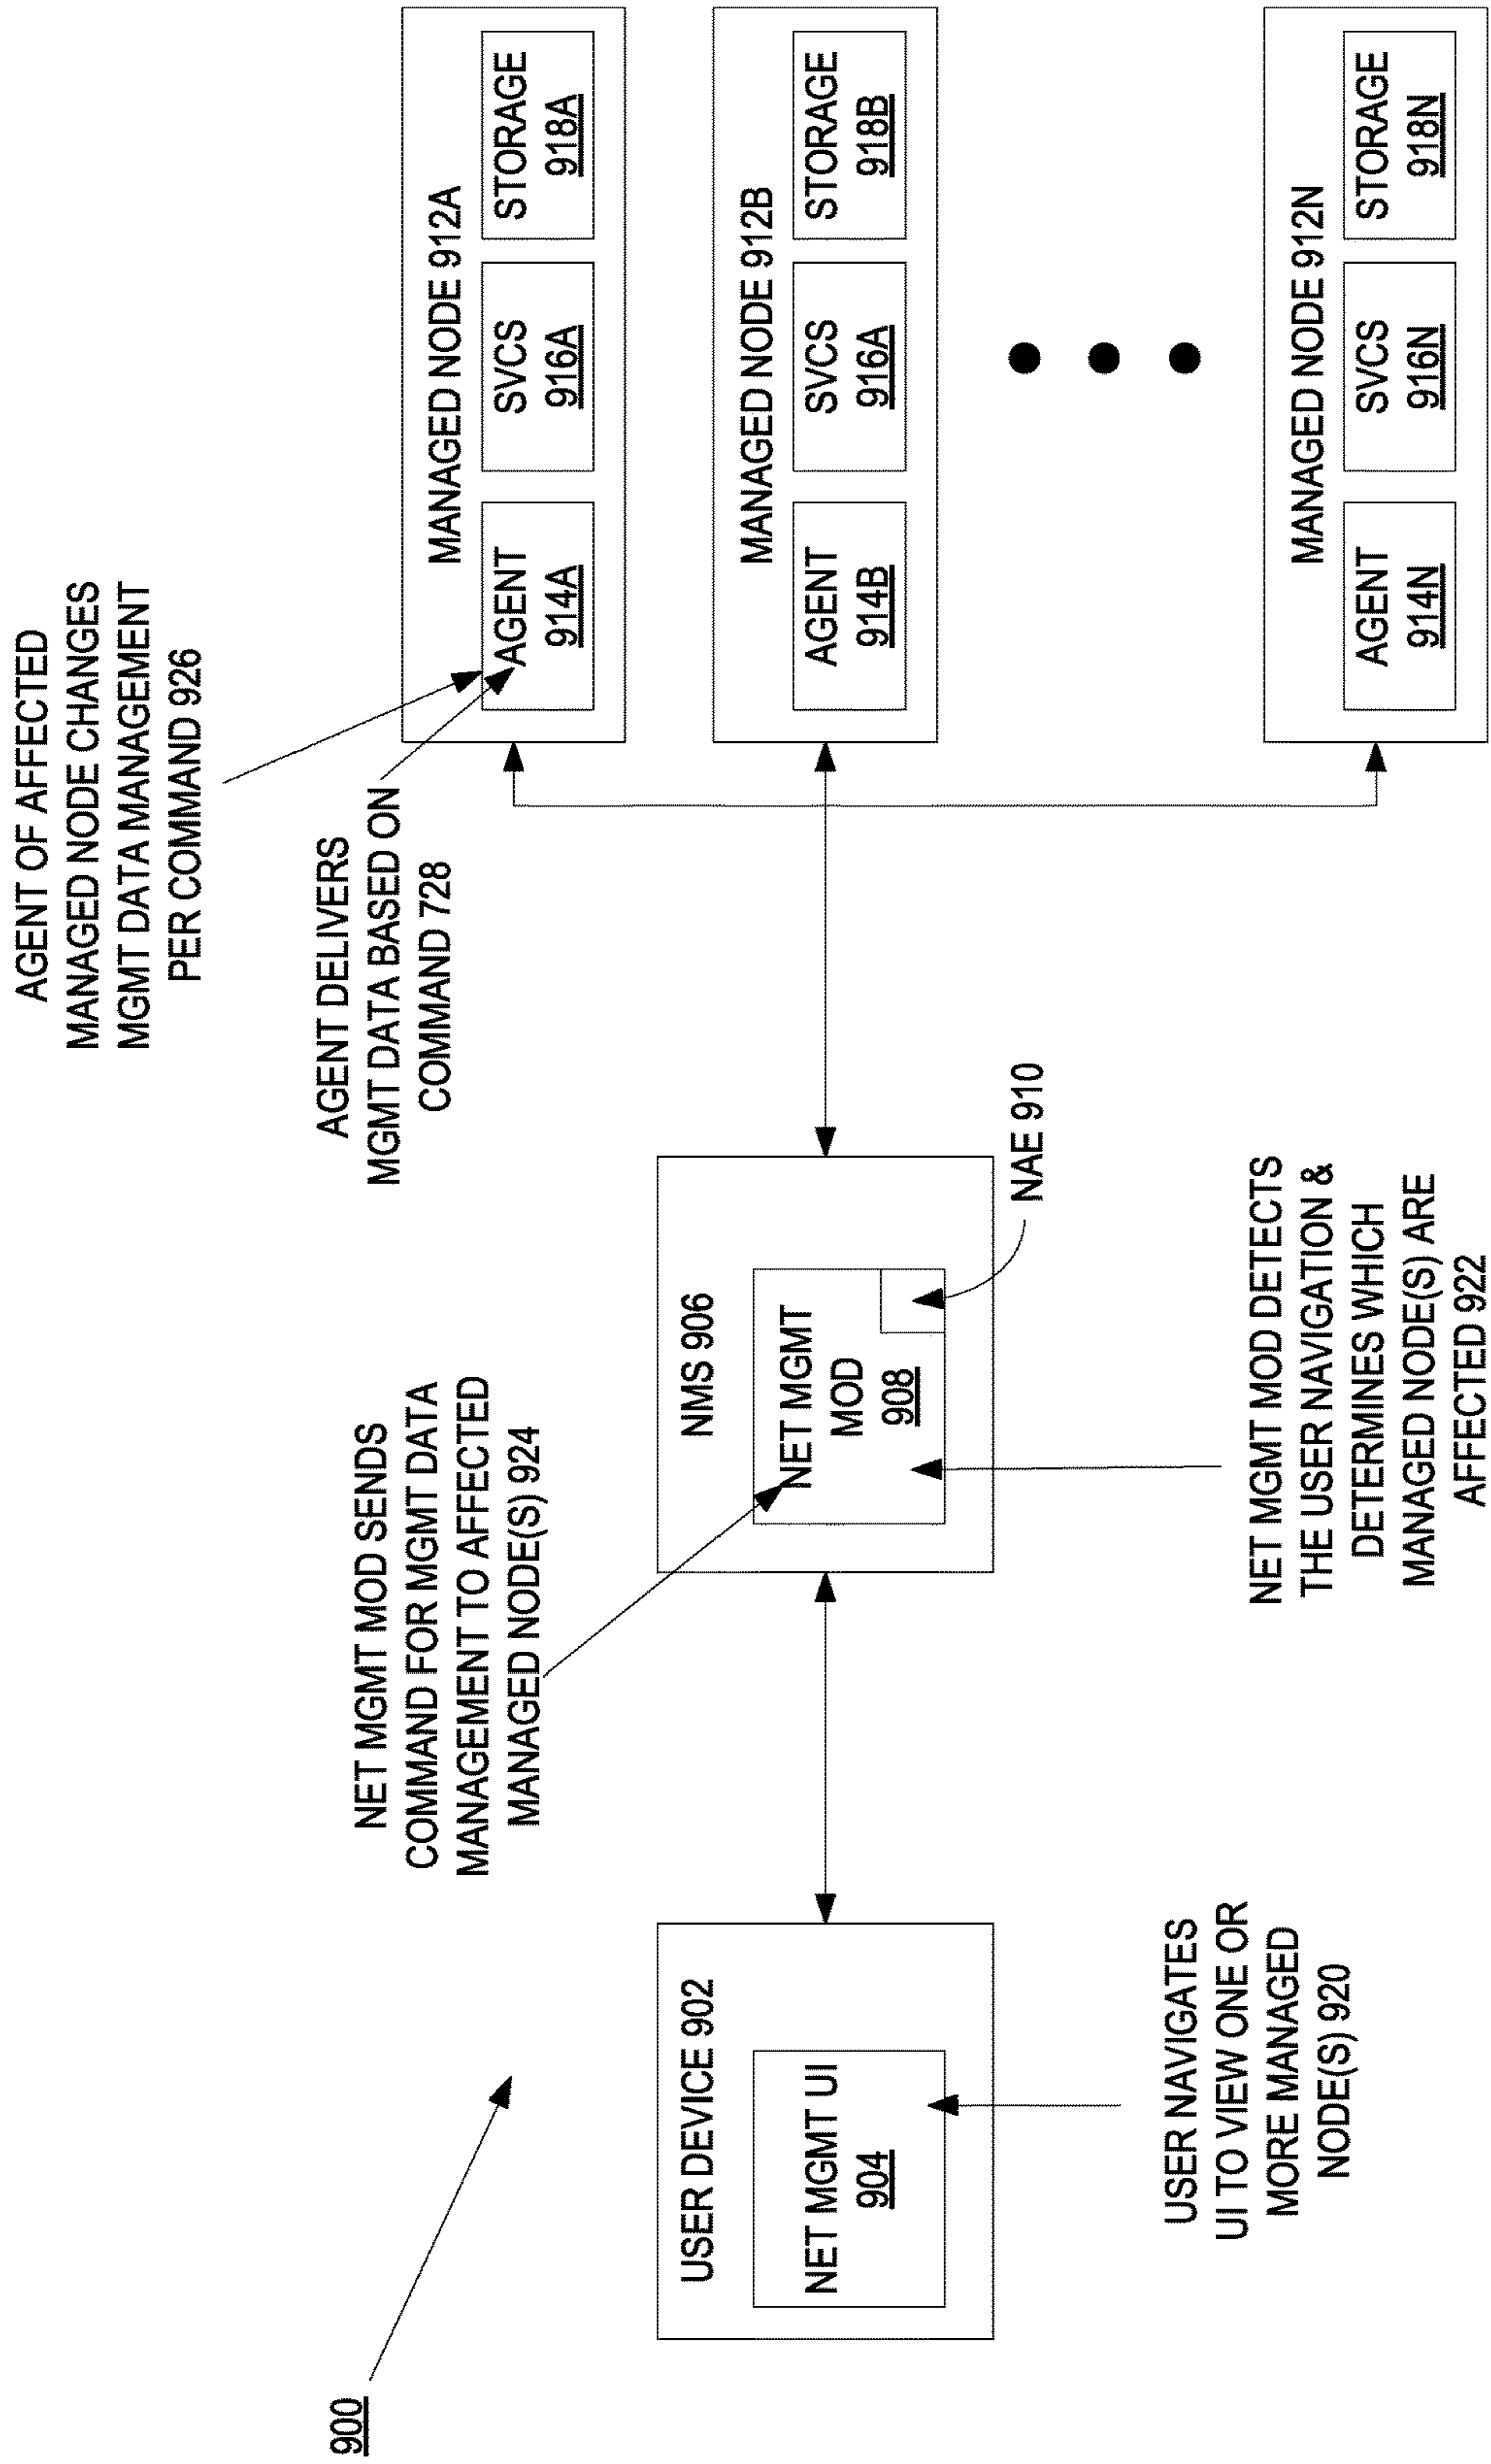 900
USER DEVICE 902
NET MGMT UI
904
USER NAVIGATES
UI TO VIEW ONE OR
MORE MANAGED
NODE(S) 920
NET MGMT MOD SENDS
COMMAND FOR MGMT DATA
MANAGEMENT TO AFFECTED
MANAGED NODE(S) 924
NMS 906
NET MGMT
MOD
908
NAE 910
NET MGMT MOD DETECTS
THE USER NAVIGATION &
DETERMINES WHICH
MANAGED NODE(S) ARE
AFFECTED 922
AGENT OF AFFECTED
MANAGED NODE CHANGES
MGMT DATA MANAGEMENT
PER COMMAND 926
AGENT DELIVERS
MGMT DATA BASED ON
COMMAND 728
MANAGED NODE 912A
AGENT
914A
SVCS
916A
STORAGE
918A
MANAGED NODE 912B
AGENT
914B
SVCS
916A
STORAGE
918B
MANAGED NODE 912N
AGENT
914N
SVCS
916N
STORAGE
918N